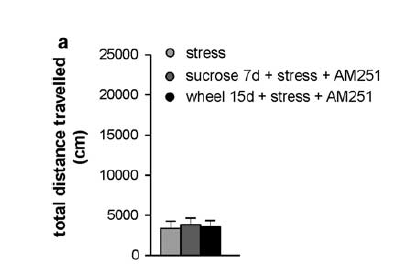 a
total distance travelled
(cm)
25000
20000
15000
10000
5000
0
stress
sucrose 7d + stress + AM251
wheel 15d + stress + AM251